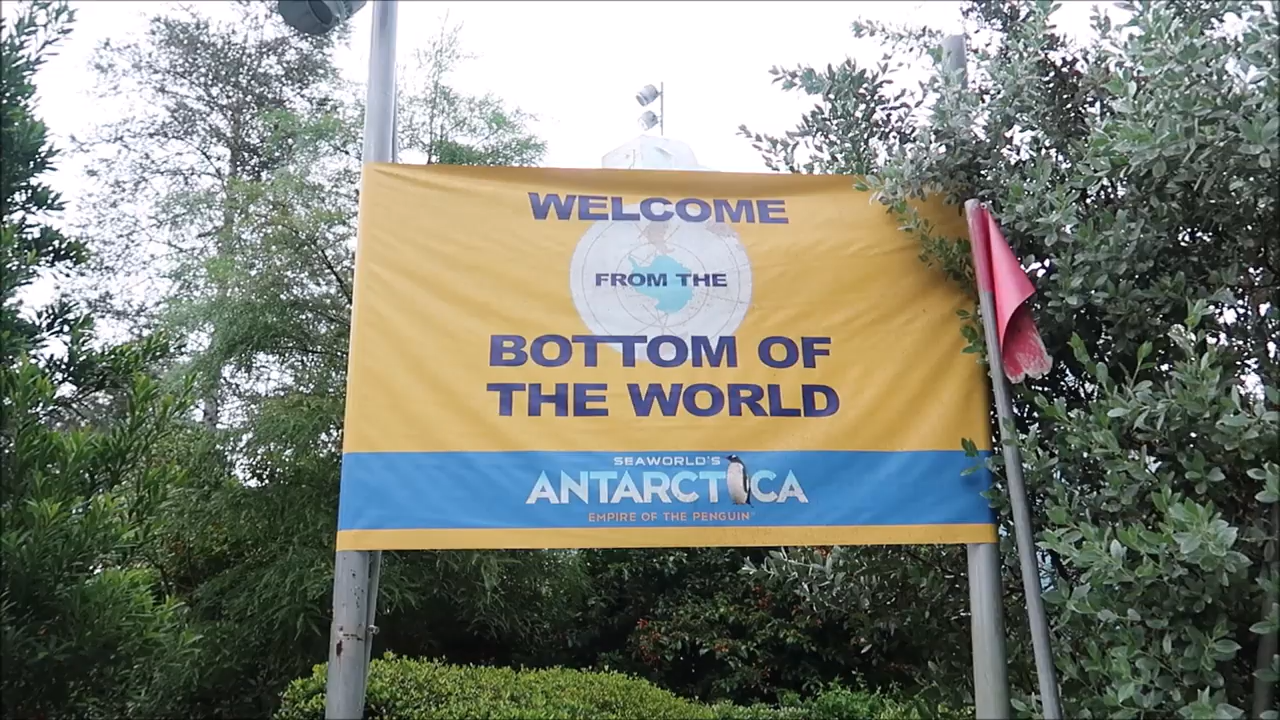 WELCOME
FROM THE
BOTTOM OF
THE WORLD
SEAWORLD'S
ANTARCTICA
EMPIRE OF THE PENGUIN